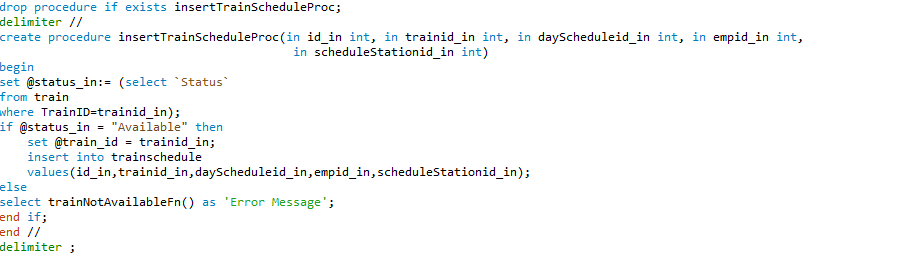 drop procedure if exists insertTrainScheduleProc;
delimiter //
create procedure insertTrainScheduleProc(in id_in int, in trainid_in int, in dayScheduleid_in int, in empid_in int,
in scheduleStationid_in int)
begin
set @status_in:= (select `Status`
from train
where TrainID=trainid_in);
if @status_in = "Available" then
set @train_id = trainid_in;
insert into trainschedule
values(id_in,trainid_in,dayScheduleid_in,empid_in,scheduleStationid_in);
else
select trainNotAvailableFn() as 'Error Message';
end if;
end //
delimiter ;